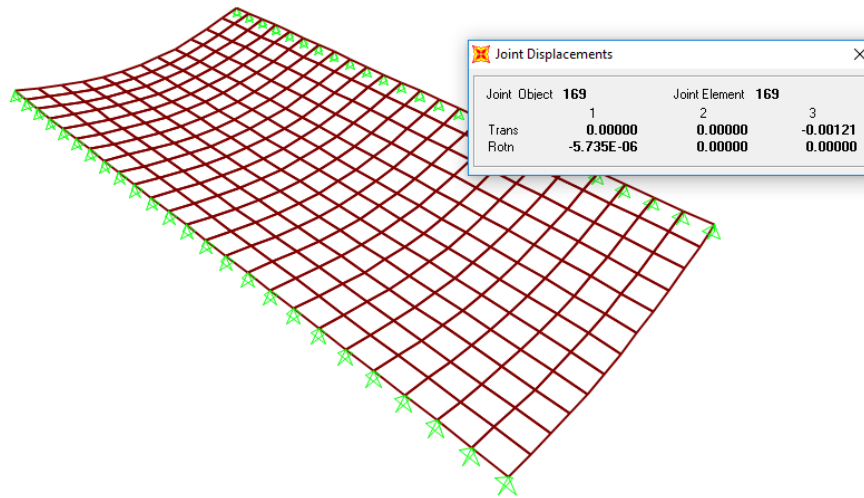 Joint Displacements
Joint Object 169 Joint Element 169
1 2 3
Trans 0.00000 0.00000 -0.00121
Rotn -5.735E-06 0.00000 0.00000